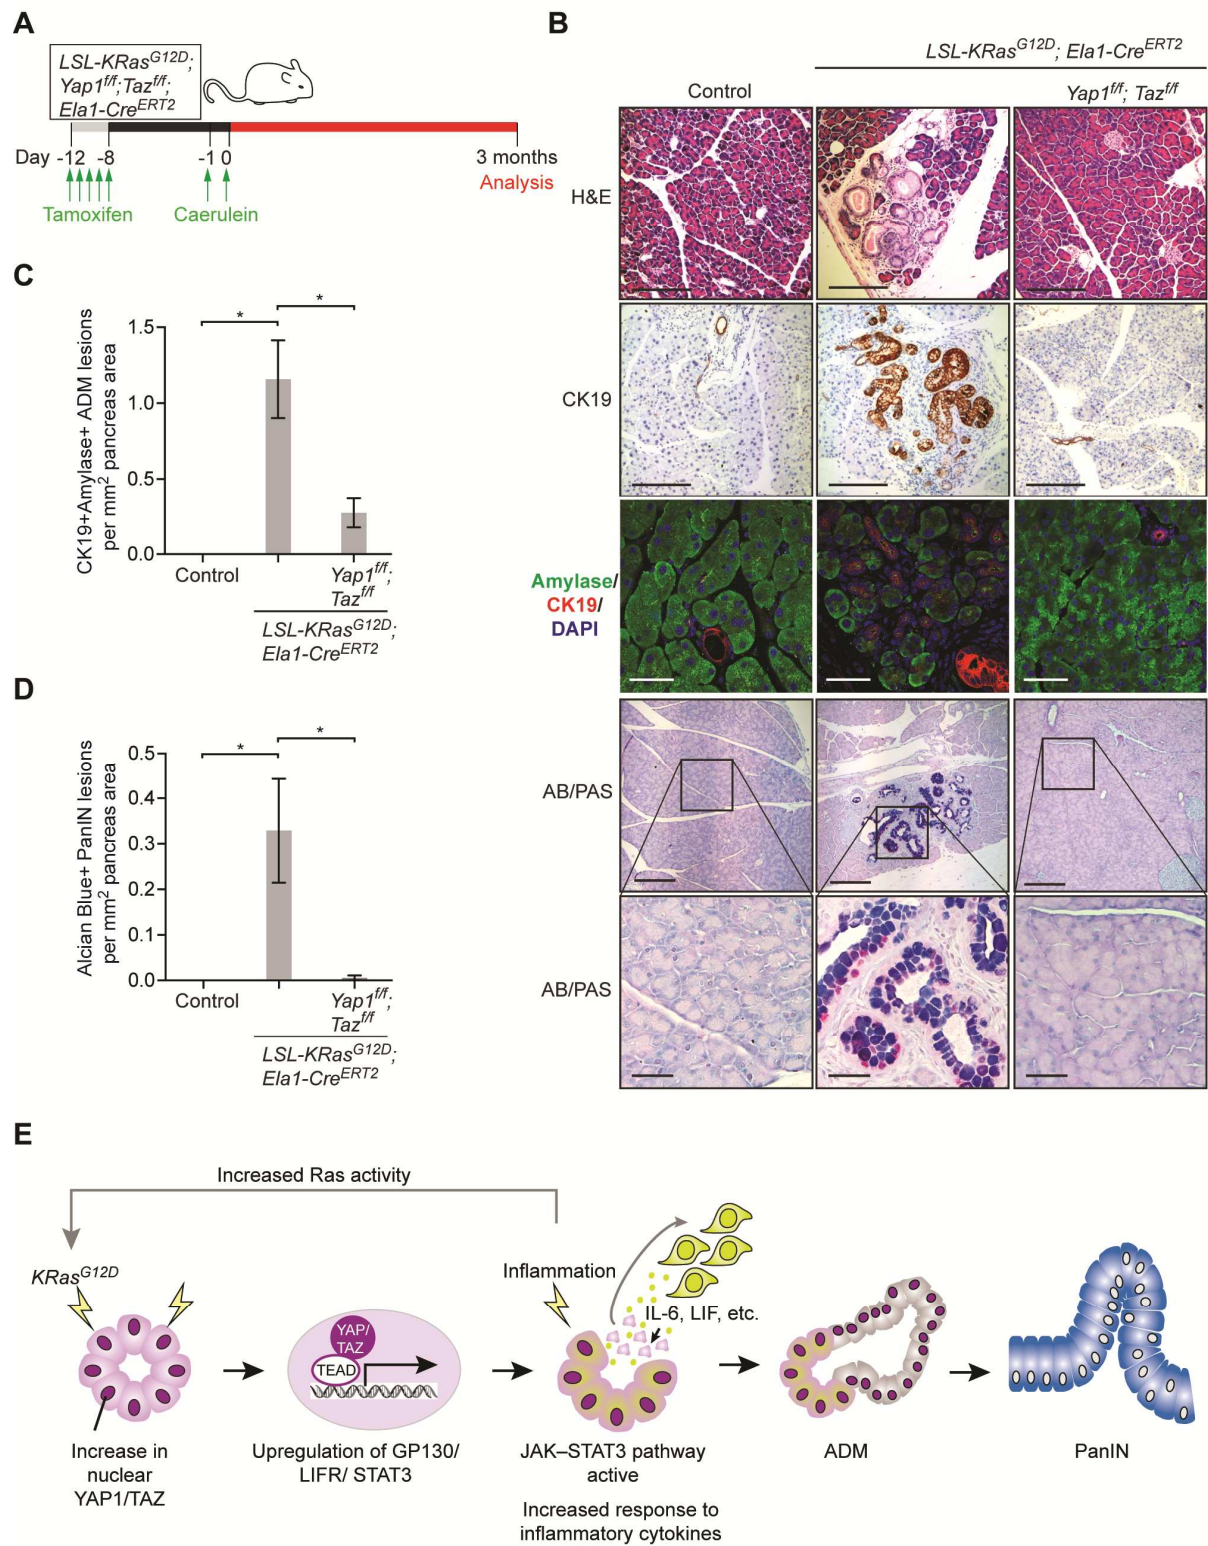 A
LSL-KRasG12D;
Yap1f/f;Tazf/f;
Ela1-CreERT2
Day -12 -8 -1 0 3 months
Analysis
Tamoxifen Caerulein
B
LSL-KRasG12D; Ela1-CreERT2
Control Yap1f/f; Tazf/f
H&E
CK19
Amylase/
CK19/
DAPI
AB/PAS
AB/PAS
C
CK19+Amylase+ ADM lesions
per mm2 pancreas area
1.5
1.0
0.5
0.0
*
*
Control Yap1f/f;
Tazf/f
LSL-KRasG12D;
Ela1-CreERT2
D
Alcian Blue+ PanIN lesions
per mm2 pancreas area
0.5
0.4
0.3
0.2
0.1
0.0
*
*
Control Yap1f/f;
Tazf/f
LSL-KRasG12D;
Ela1-CreERT2
E
Increased Ras activity
KRasG12D
Inflammation
IL-6, LIF, etc.
YAP/
TAZ
TEAD
Increase in
nuclear
YAP1/TAZ
Upregulation of GP130/
LIFR/ STAT3
JAK–STAT3 pathway
active
Increased response to
inflammatory cytokines
ADM
PanIN